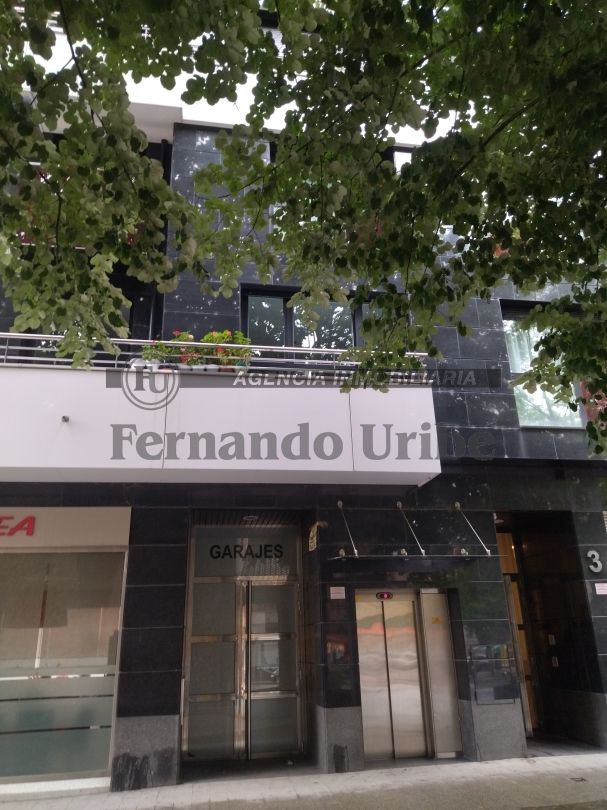 FU
AGENCIA INMOBILIARIA
Fernando Uribe
EA
GARAJES
3